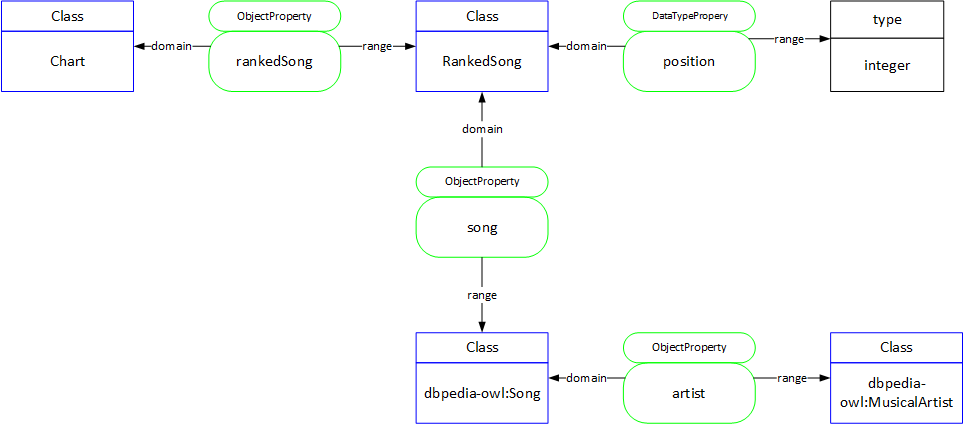 Class
ObjectProperty
Class
DataTypePropery
type
domain
range
domain
range
Chart
rankedSong
RankedSong
position
integer
domain
ObjectProperty
song
range
Class
ObjectProperty
Class
domain
range
dbpedia-owl:Song
artist
dbpedia-
owl:MusicalArtist